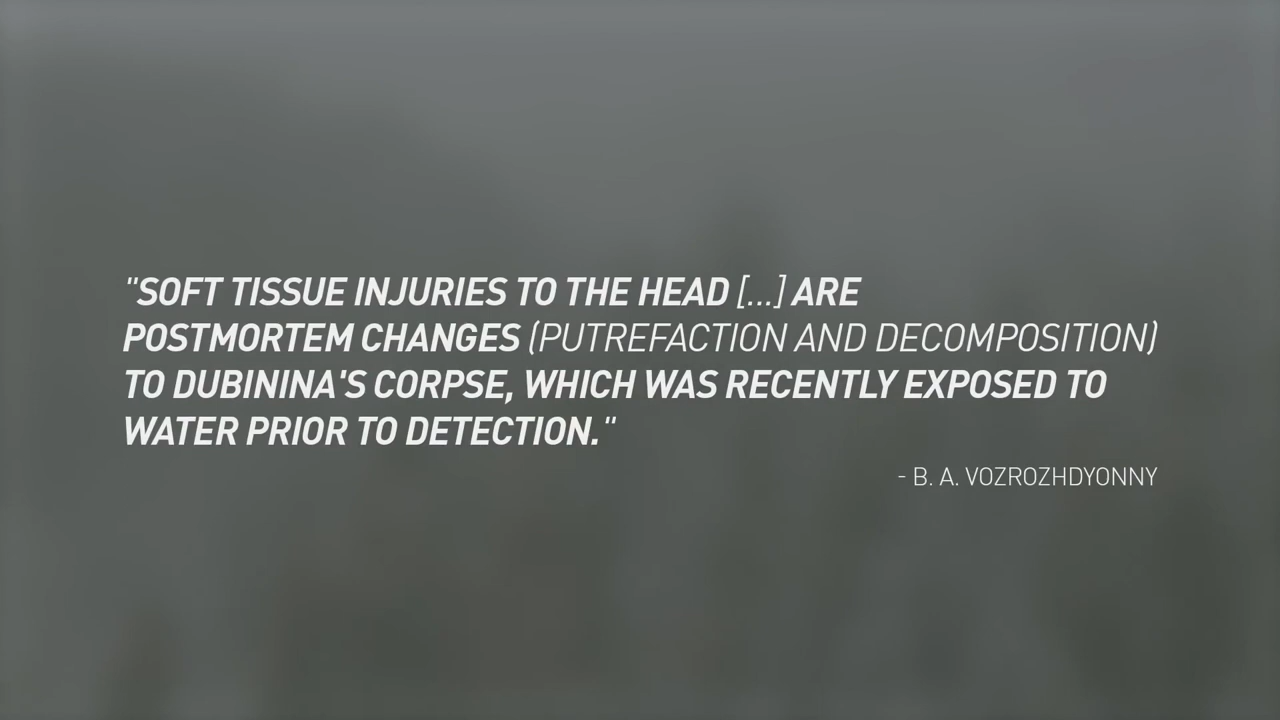 "SOFT TISSUE INJURIES TO THE HEAD [...] ARE
POSTMORTEM CHANGES (PUTREFACTION AND DECOMPOSITION)
TO DUBININA'S CORPSE, WHICH WAS RECENTLY EXPOSED TO
WATER PRIOR TO DETECTION."
- B. A. VOZROZHDYONNY